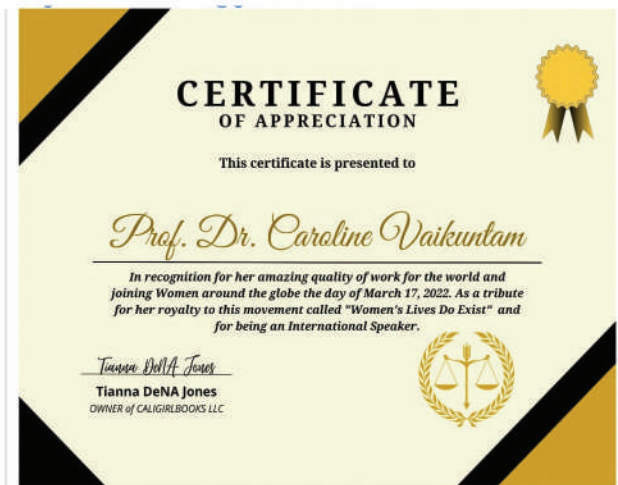 CERTIFICATE
OF APPRECIATION
This certificate is presented to
Prof. Dr. Caroline Vaikuntam
In recognition for her amazing quality of work for the world and
joining Women around the globe the day of March 17, 2022. As a tribute
for her royalty to this movement called "Women's Lives Do Exist" and
for being an International Speaker.
Tianna DeNA Jones
Tianna DeNA Jones
OWNER of CALIGIRLBOOKS LLC